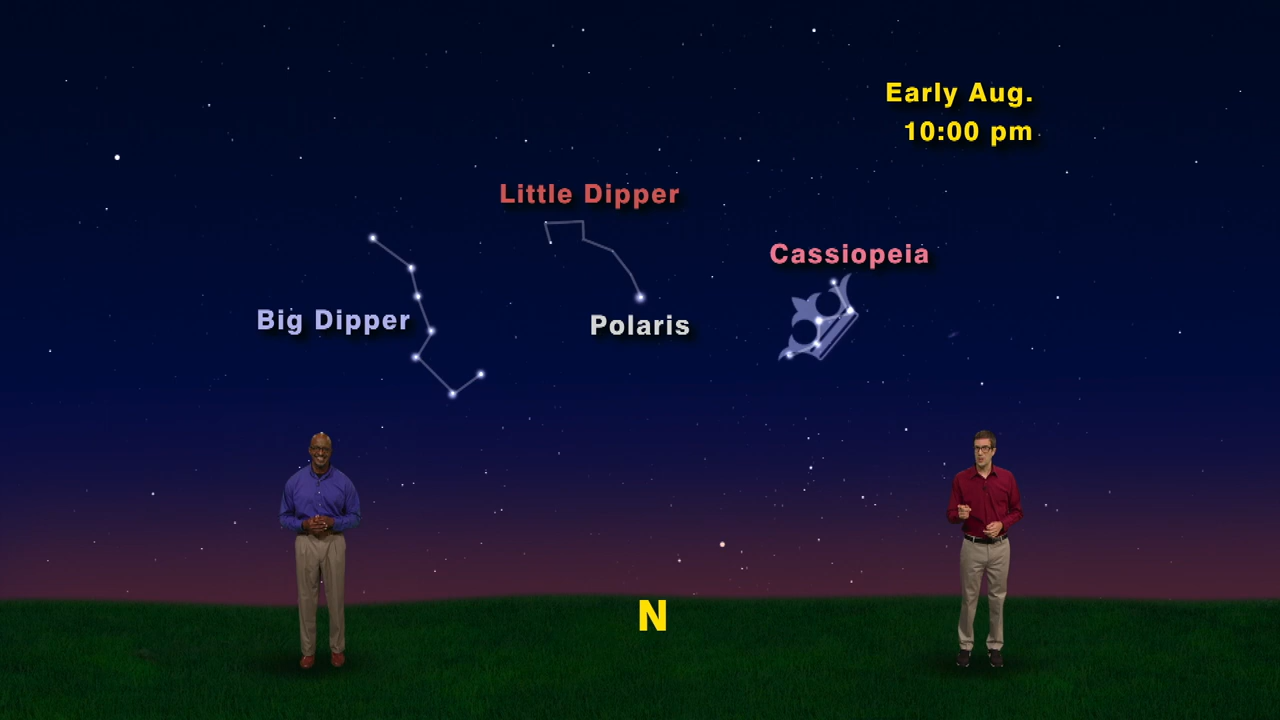 Early Aug.
10:00 pm
Little Dipper
Cassiopeia
Big Dipper
Polaris
N